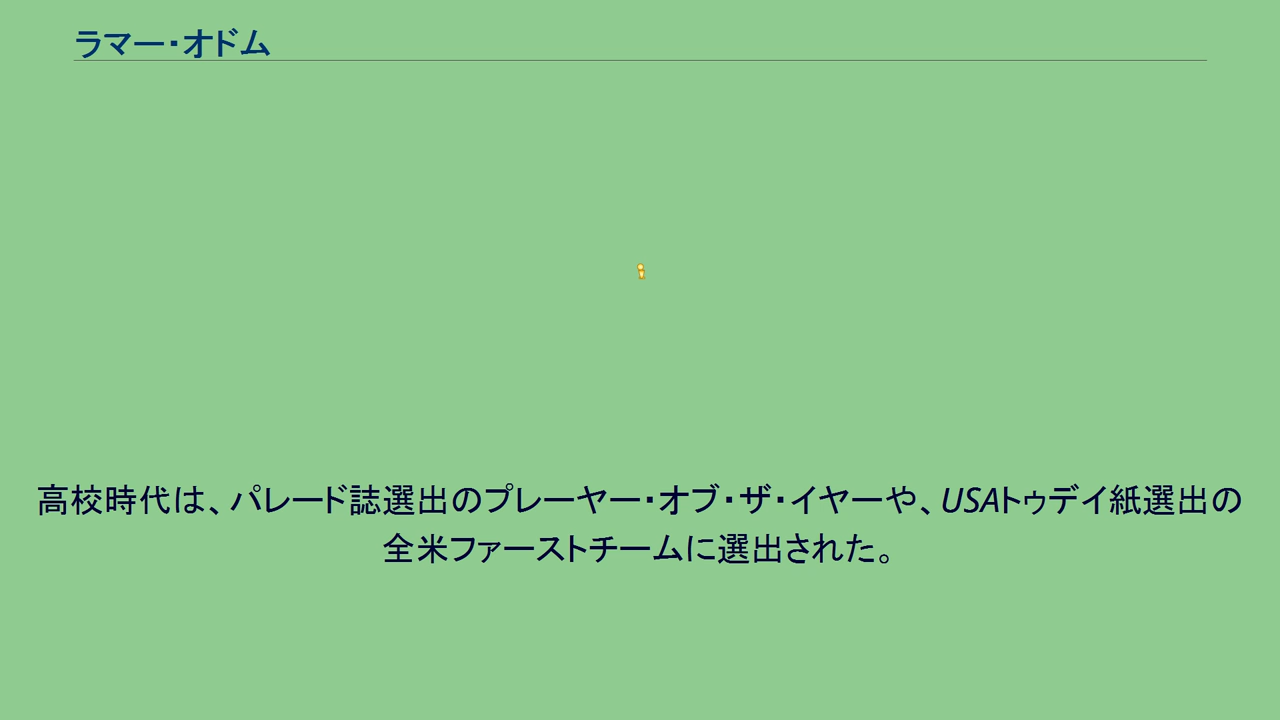 ラマー・オドム
高校時代は、パレード誌選出のプレーヤー・オブ・ザ・イヤーや、USAトゥデイ紙選出の
全米ファーストチームに選出された。